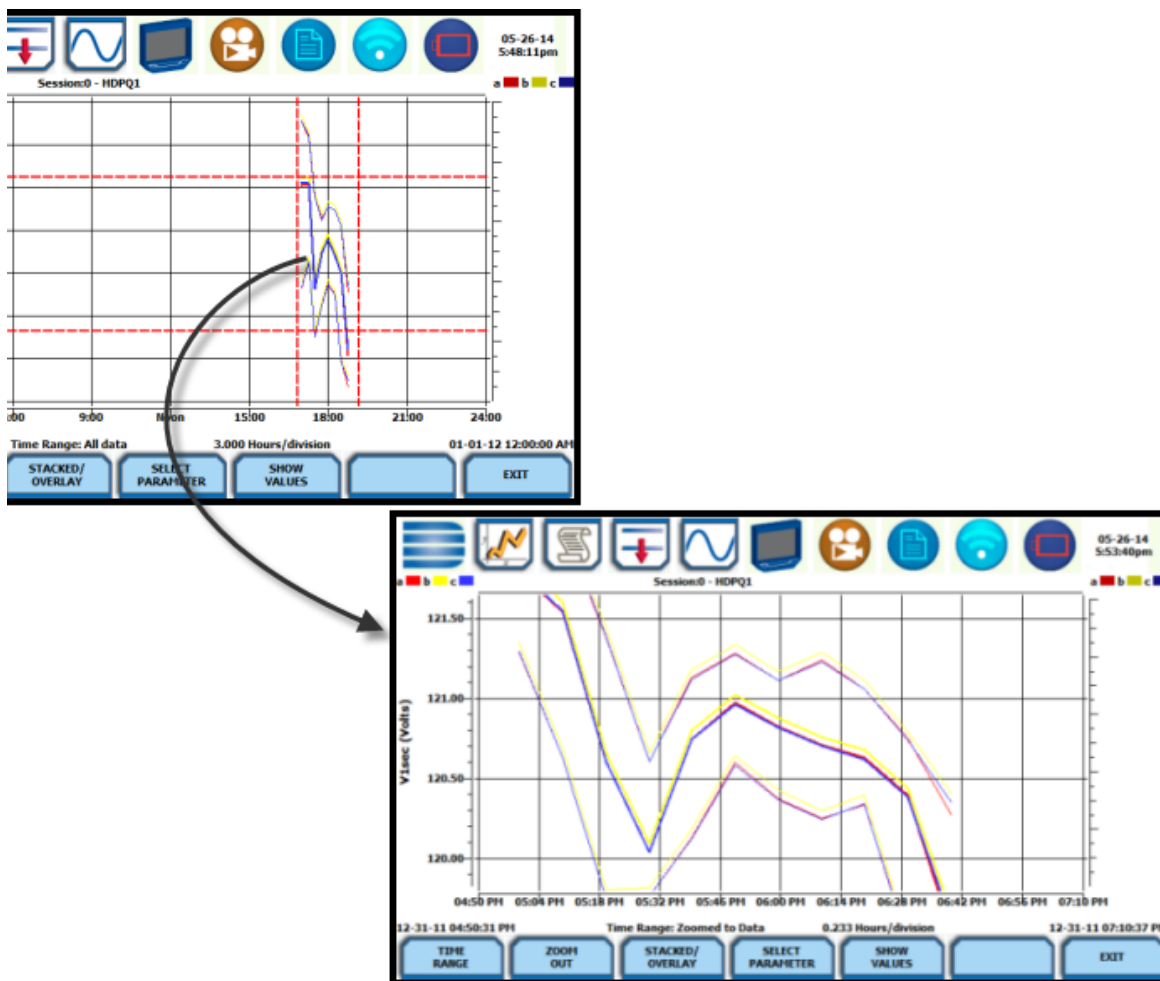 05-26-14
5:48:11pm
Session:0 - HDPQ1
a b c
:00 9:00 Noon 15:00 18:00 21:00 24:00
Time Range: All data 3.000 Hours/division 01-01-12 12:00:00 AM
STACKED/
OVERLAY
SELECT
PARAMETER
SHOW
VALUES
EXIT
05-26-14
5:53:40pm
a b c
Session:0 - HDPQ1
a b c
121.50
121.00
120.50
120.00
V1sec (Volts)
04:50 PM 05:04 PM 05:18 PM 05:32 PM 05:46 PM 06:00 PM 06:14 PM 06:28 PM 06:42 PM 06:56 PM 07:10 PM
12-31-11 04:50:31 PM Time Range: Zoomed to Data 0.233 Hours/division 12-31-11 07:10:37 PM
TIME
RANGE
ZOOM
OUT
STACKED/
OVERLAY
SELECT
PARAMETER
SHOW
VALUES
EXIT